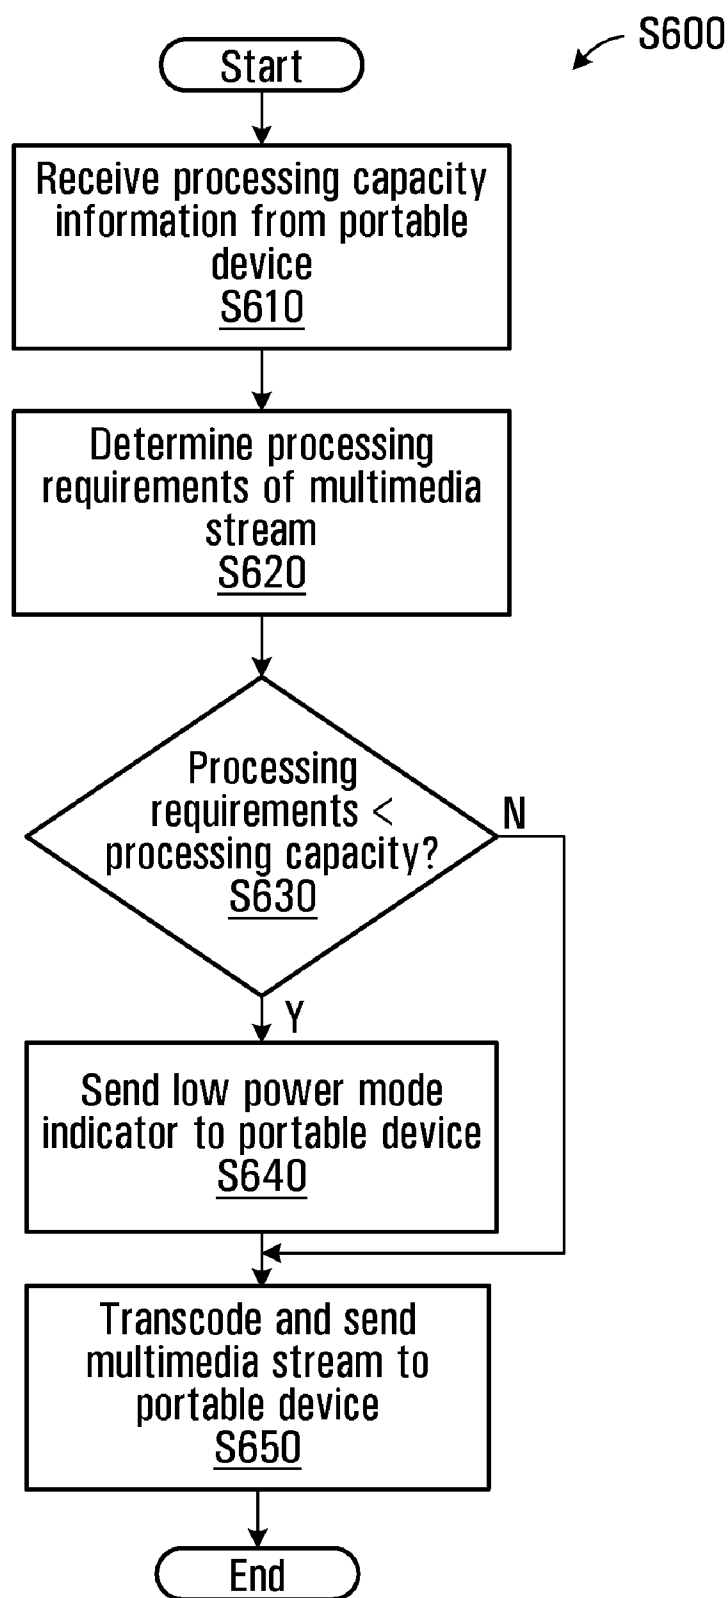 S600
Start
Receive processing capacity
information from portable
device
S610
Determine processing
requirements of multimedia
stream
S620
Processing
requirements <
processing capacity?
S630
N
Y
Send low power mode
indicator to portable device
S640
Transcode and send
multimedia stream to
portable device
S650
End